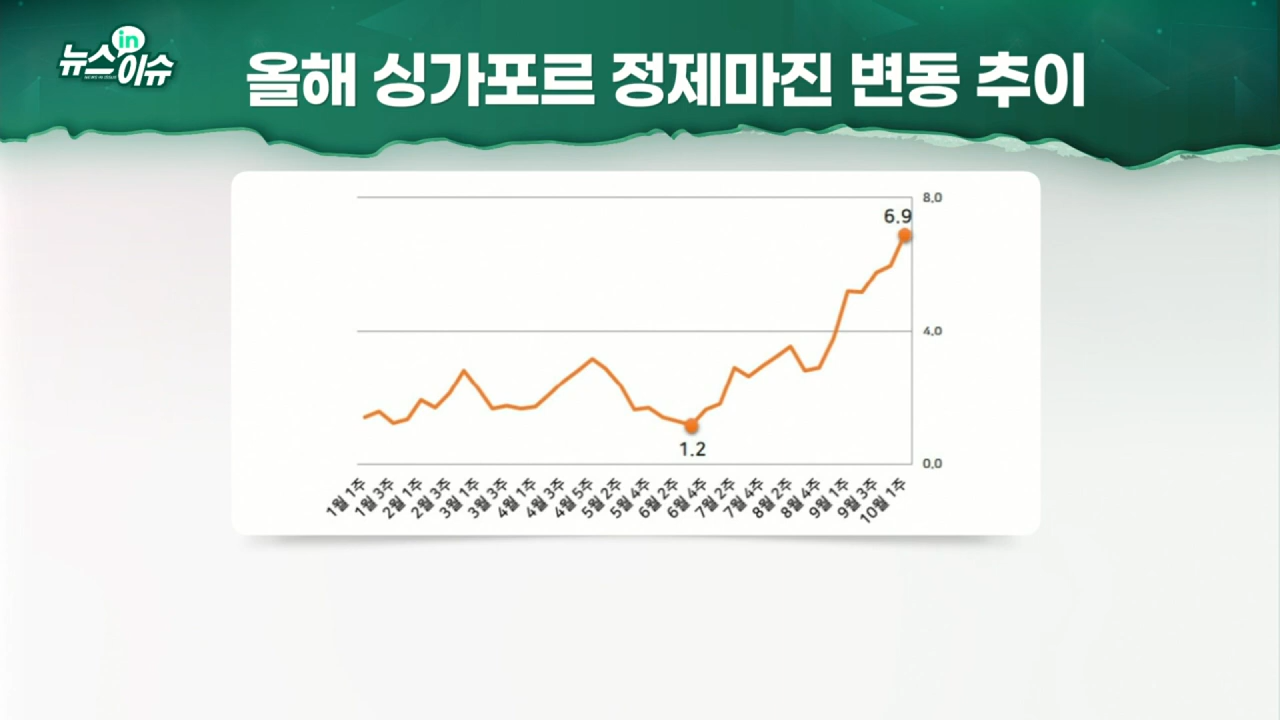 뉴스in이슈
올해 싱가포르 정제마진 변동 추이
8.0
6.9
4.0
1.2
0.0
1월 1주
1월 3주
2월 1주
2월 3주
3월 1주
3월 3주
4월 1주
4월 3주
4월 5주
5월 2주
5월 4주
6월 2주
6월 4주
7월 2주
7월 4주
8월 2주
8월 4주
9월 1주
9월 3주
10월 1주